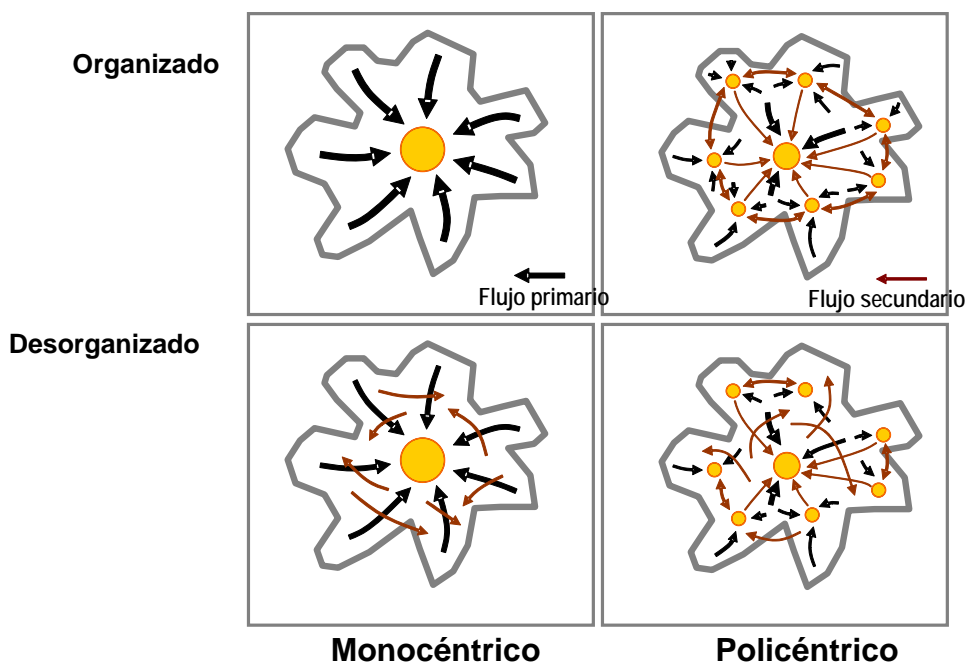 Organizado
Flujo primario
Flujo secundario
Desorganizado
Monocéntrico
Policéntrico